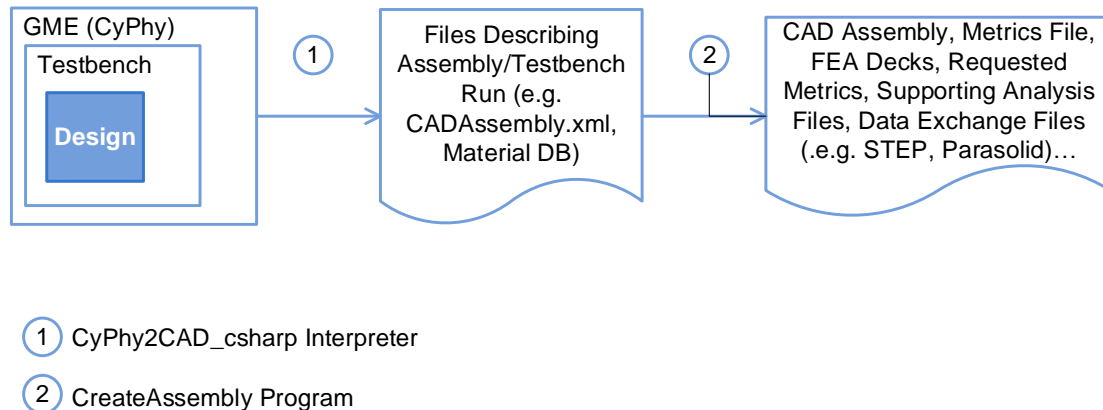 GME (CyPhy)
Testbench
Design
1
Files Describing
Assembly/Testbench
Run (e.g.
CADAssembly.xml,
Material DB)
2
CAD Assembly, Metrics File,
FEA Decks, Requested
Metrics, Supporting Analysis
Files, Data Exchange Files
(.e.g. STEP, Parasolid)…
1 CyPhy2CAD_csharp Interpreter
2 CreateAssembly Program